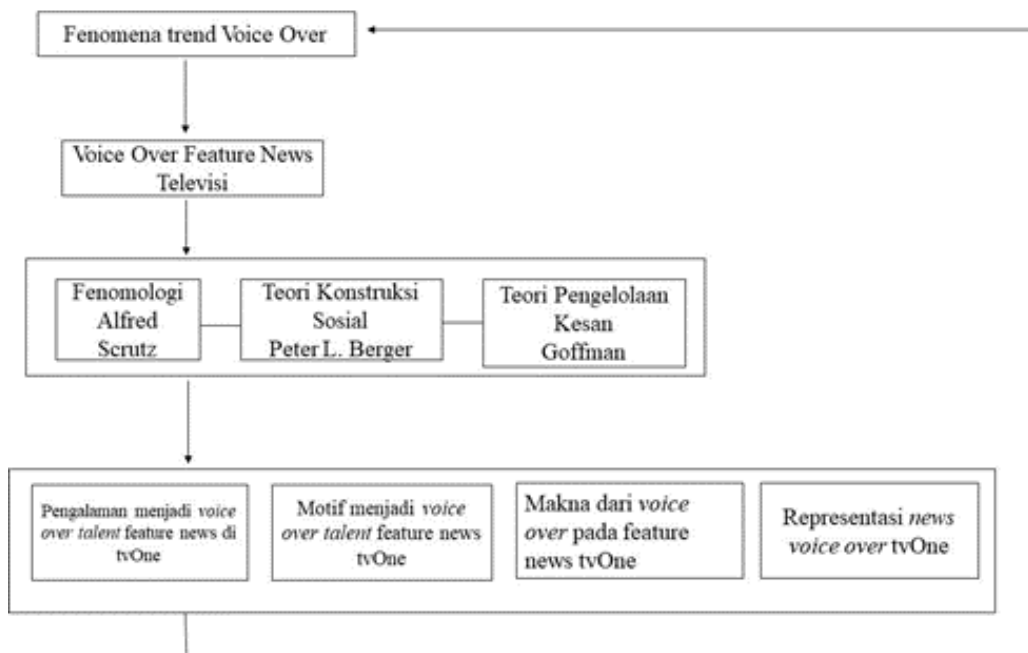 Fenomena trend Voice Over
Voice Over Feature News
Televisi
Fenomologi
Alfred
Scrutz
Teori Konstruksi
Sosial
Peter L. Berger
Teori Pengelolaan
Kesan
Goffman
Pengalaman menjadi voice
over talent feature news di
tvOne
Motif menjadi voice
over talent feature news
tvOne
Makna dari voice
over pada feature
news tvOne
Representasi news
voice over tvOne